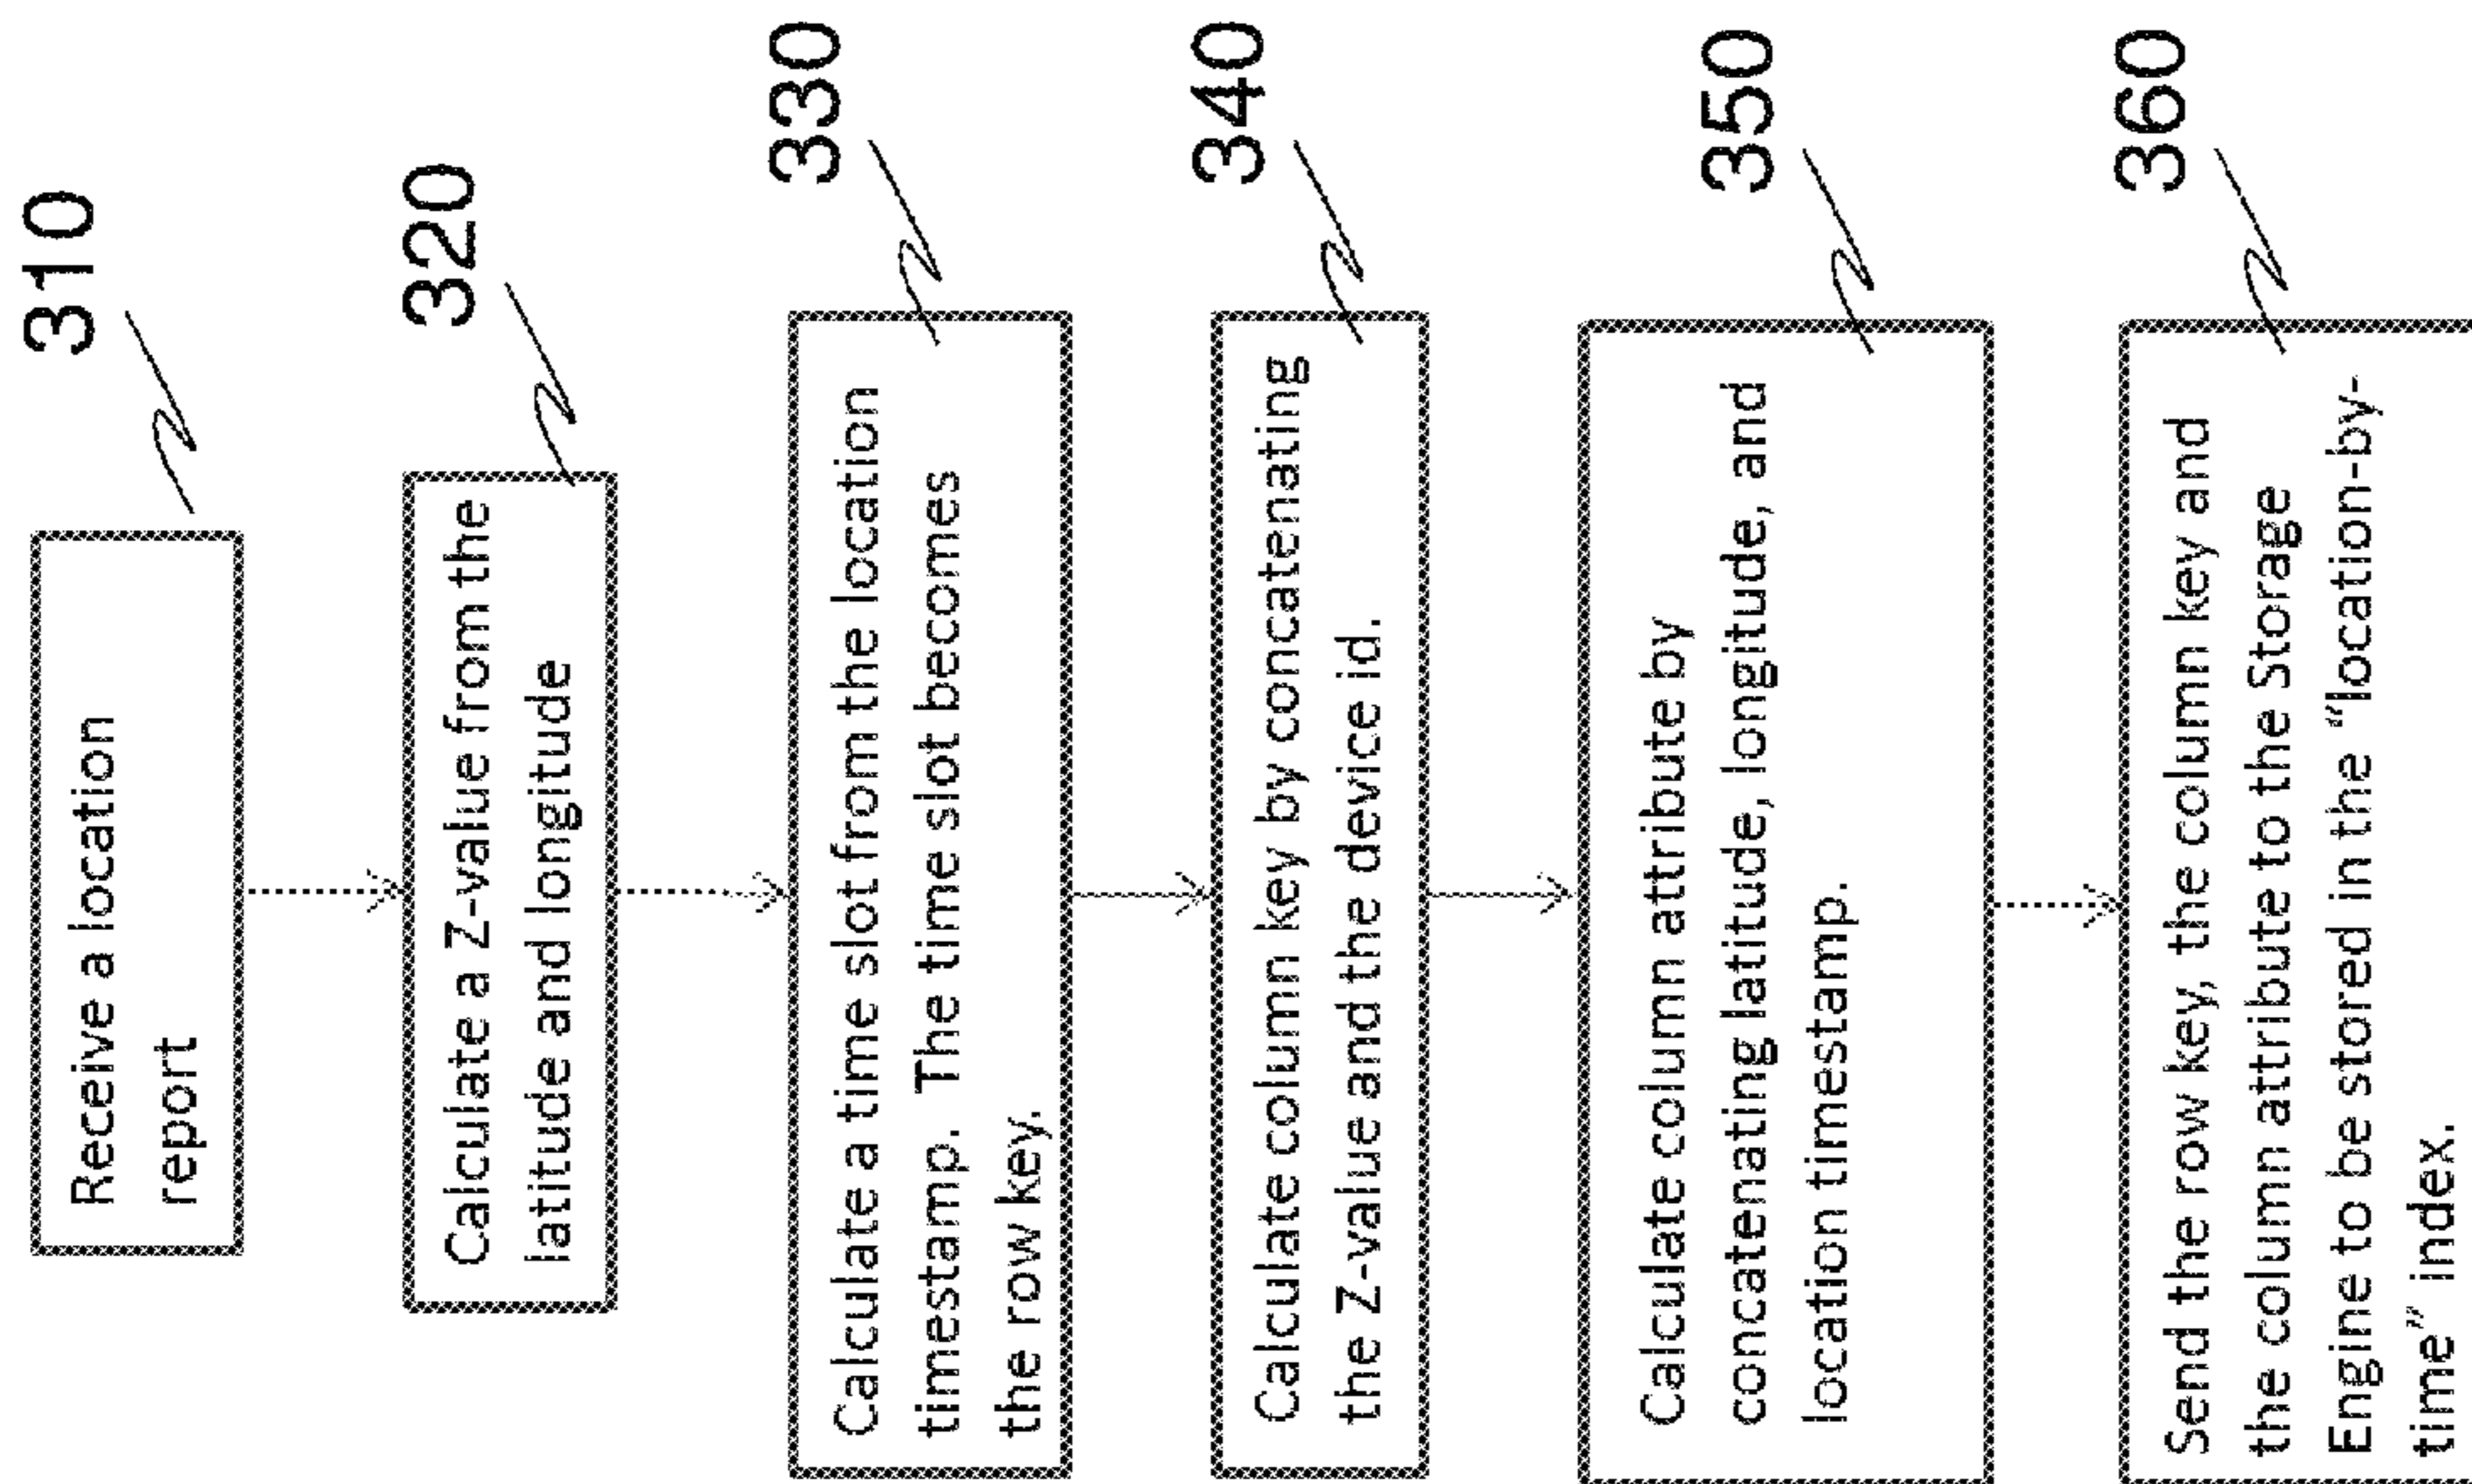 310
Receive a location
report
320
Calculate a Z-value from the
latitude and longitude
330
Calculate a time slot from the location
timestamp. The time slot becomes
the row key.
340
Calculate column key by concatenating
the Z-value and the device id.
350
Calculate column attribute by
concatenating latitude, longitude, and
location timestamp.
360
Send the row key, the column key and
the column attribute to the Storage
Engine to be stored in the “location-by-
time” index.